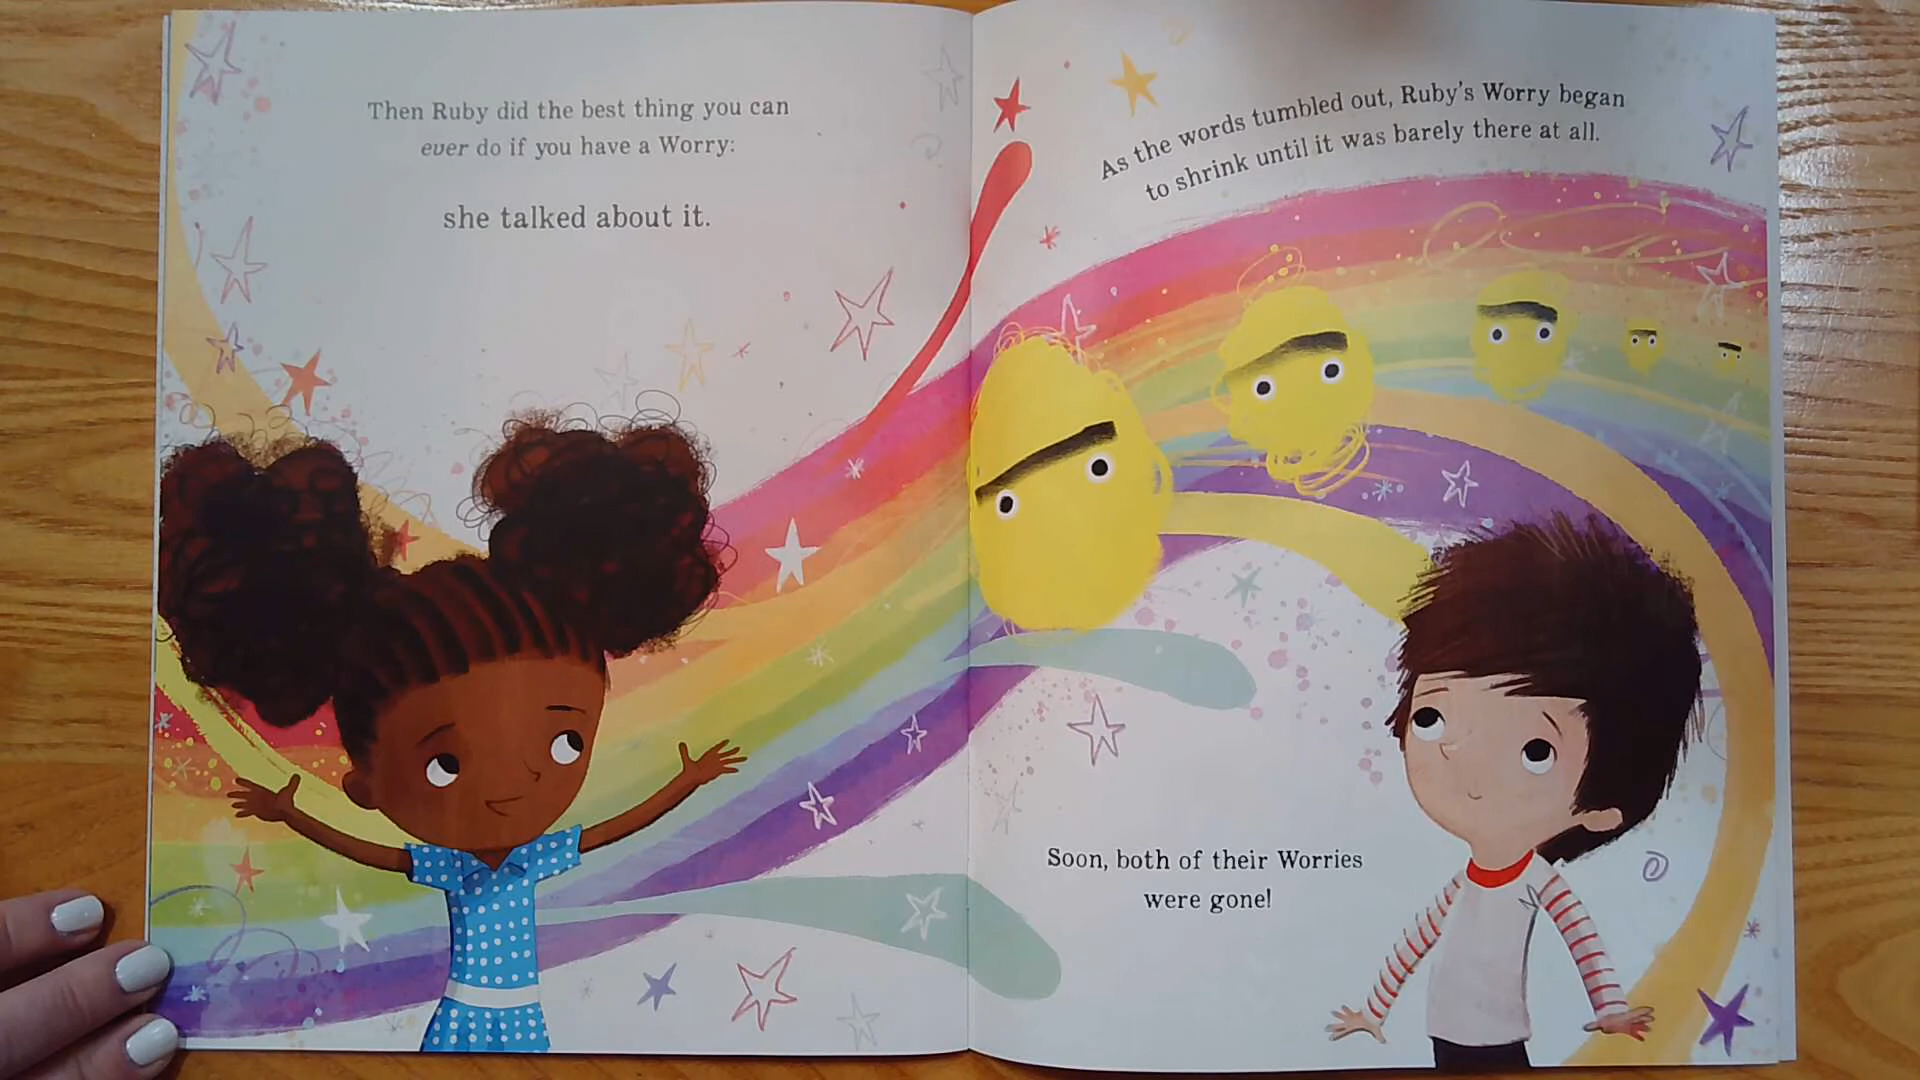 Then Ruby did the best thing you can
ever do if you have a Worry:
she talked about it.
As the words tumbled out, Ruby's Worry began
to shrink until it was barely there at all.
Soon, both of their Worries
were gone!